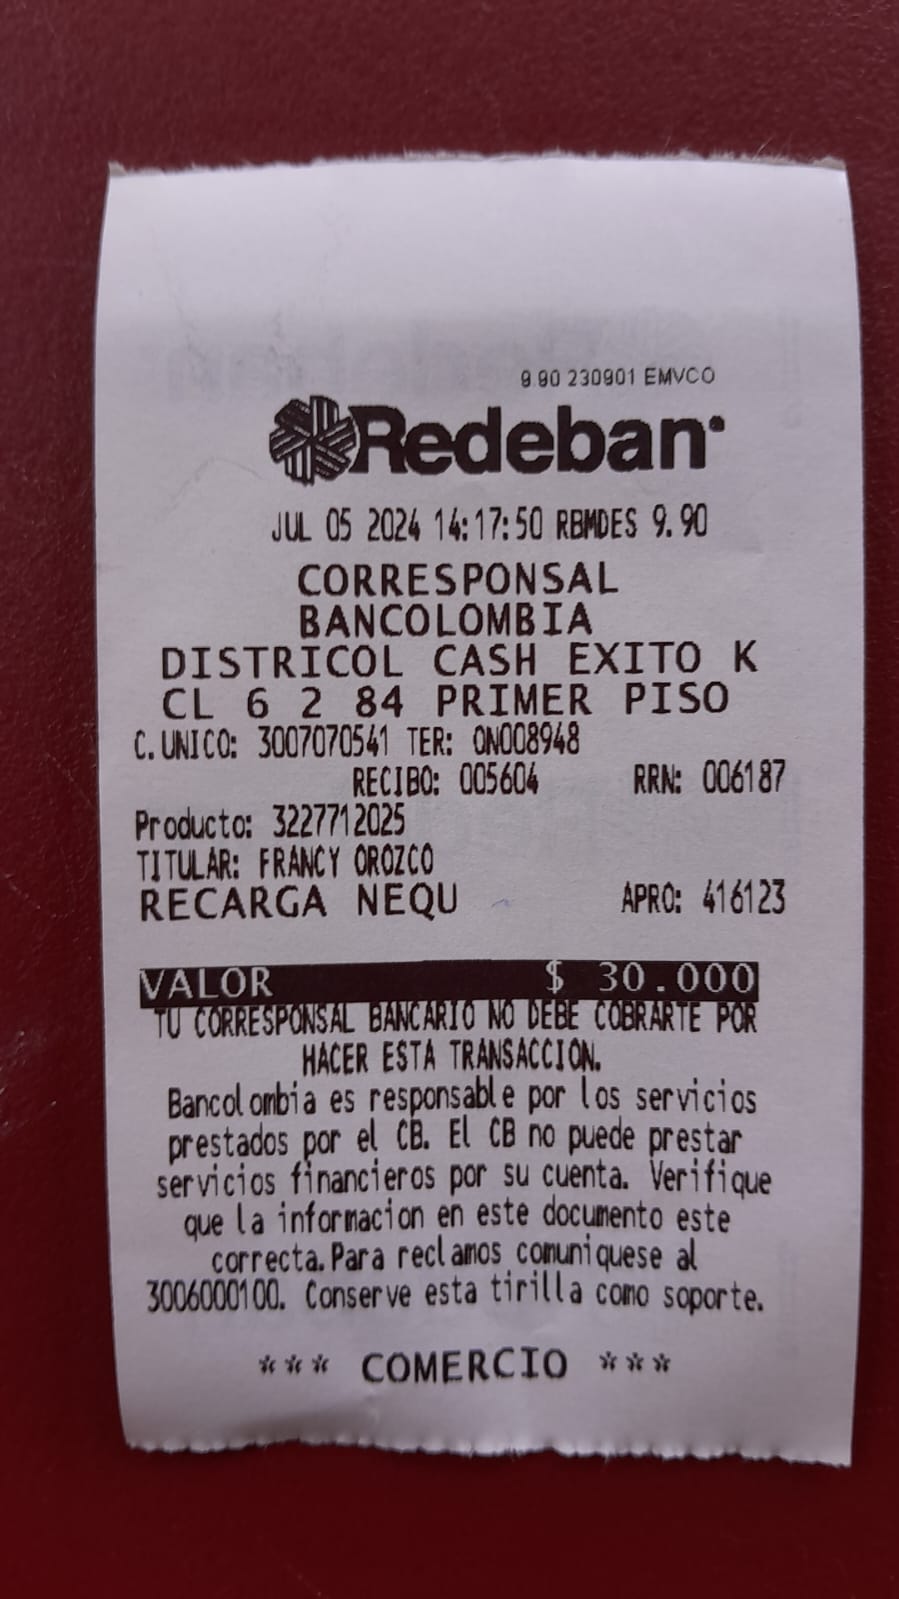 9.90 230901 EMVCO
Redeban
JUL 05 2024 14:17:50 RBMDES 9.90
CORRESPONSAL
BANCOLOMBIA
DISTRICOL CASH EXITO K
CL 6 2 84 PRIMER PISO
C.UNICO: 3007070541 TER: ON008948
RECIBO: 005604 RRN: 006187
Producto: 3227712025
TITULAR: FRANCY OROZCO
RECARGA NEQU APRO: 416123
VALOR $ 30.000
TU CORRESPONSAL BANCARIO NO DEBE COBRARTE POR
HACER ESTA TRANSACCION.
Bancolombia es responsable por los servicios
prestados por el CB. El CB no puede prestar
servicios financieros por su cuenta. Verifique
que la informacion en este documento este
correcta.Para reclamos comuniquese al
3006000100. Conserve esta tirilla como soporte.
*** COMERCIO ***